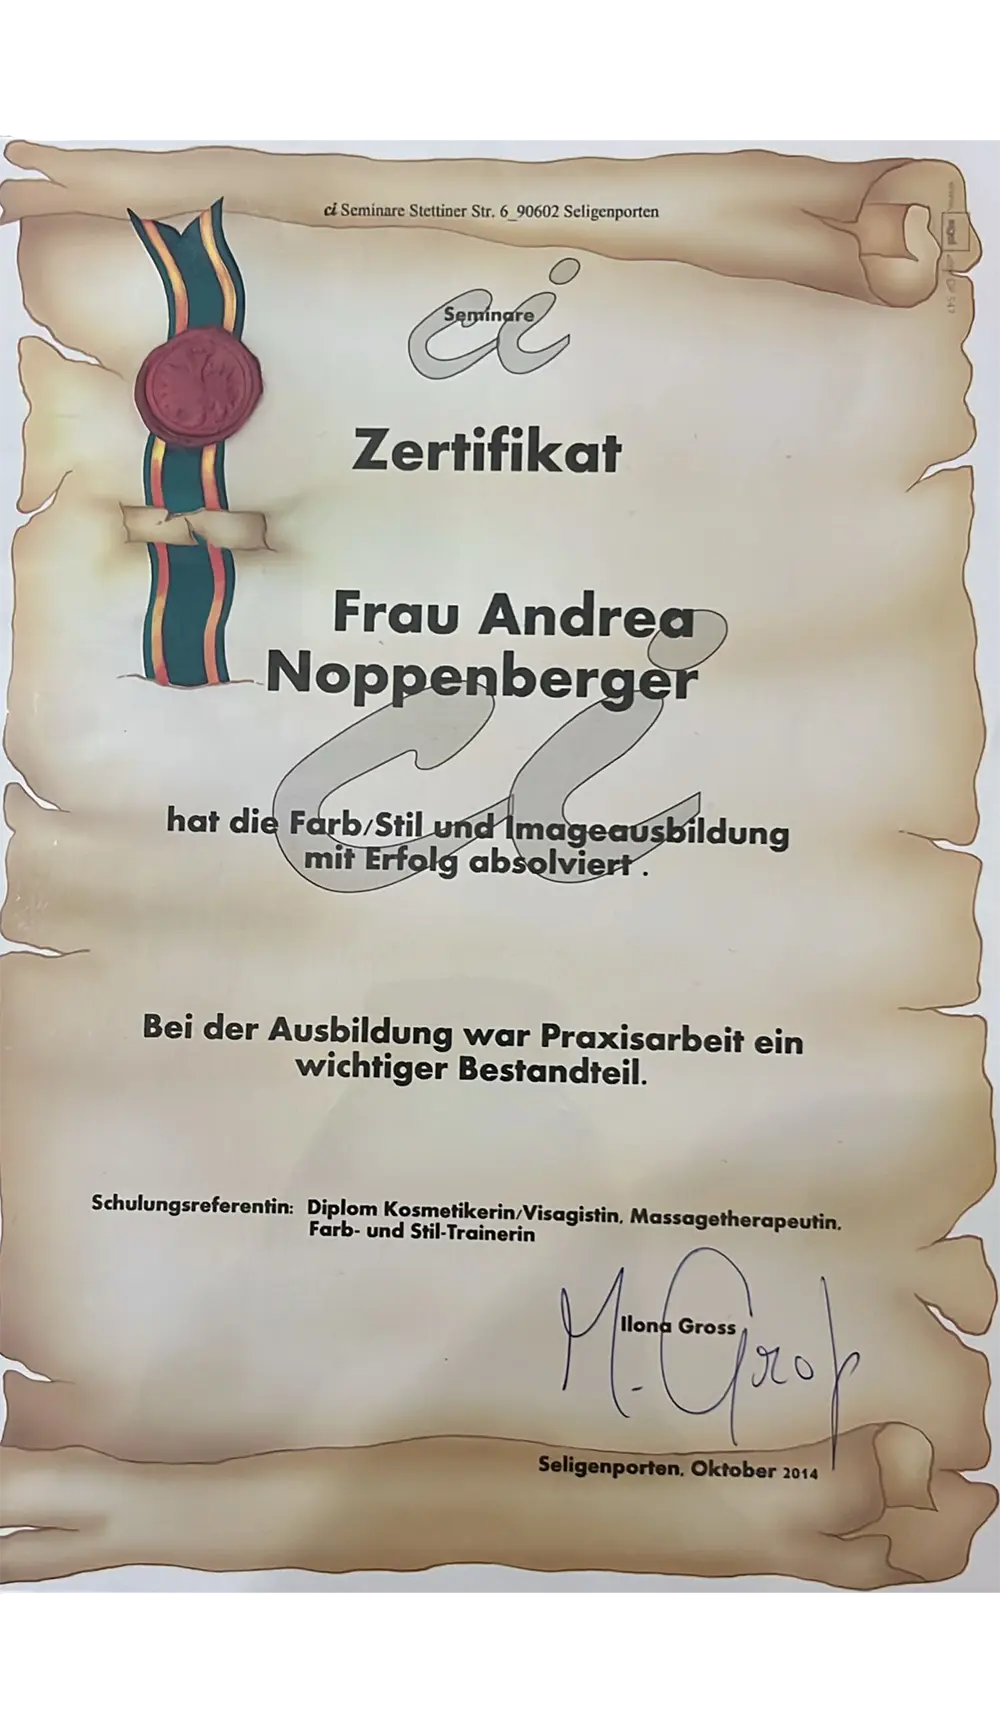 ci Seminare Stettiner Str. 6_90602 Seligenporten
ci
Seminare
Zertifikat
Frau Andrea
Noppenberger
ci
hat die Farb/Stil und Imageausbildung
mit Erfolg absolviert .
Bei der Ausbildung war Praxisarbeit ein
wichtiger Bestandteil.
Schulungsreferentin: Diplom Kosmetikerin/Visagistin, Massagetherapeutin,
Farb- und Stil-Trainerin
Ilona Gross
M. Groß
Seligenporten, Oktober 2014